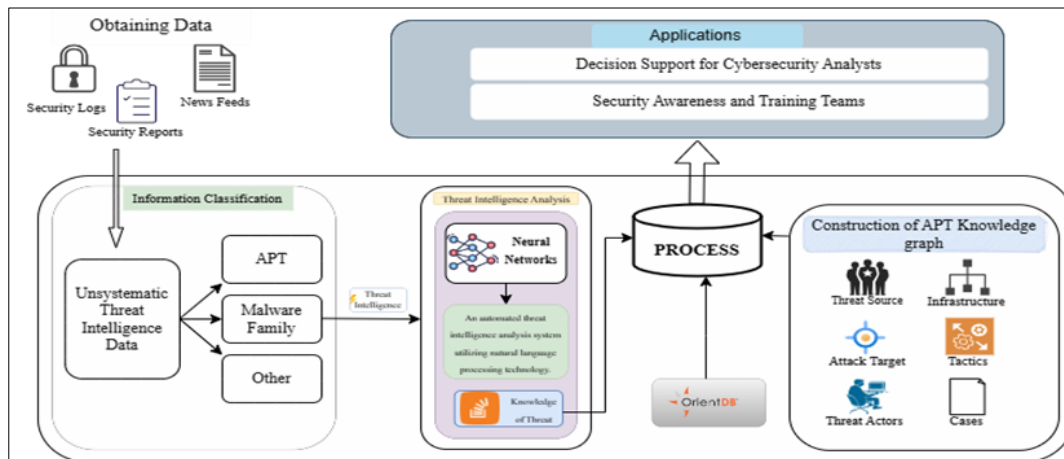 Obtaining Data
Security Logs
Security Reports
News Feeds
Applications
Decision Support for Cybersecurity Analysts
Security Awareness and Training Teams
Information Classification
Unsystematic
Threat
Intelligence
Data
APT
Malware
Family
Other
Threat
Intelligence
Threat Intelligence Analysis
Neural
Networks
An automated threat
intelligence analysis system
utilizing natural language
processing technology.
Knowledge
of Threat
PROCESS
OrientDB
Construction of APT Knowledge
graph
Threat Source
Infrastructure
Attack Target
Tactics
Threat Actors
Cases